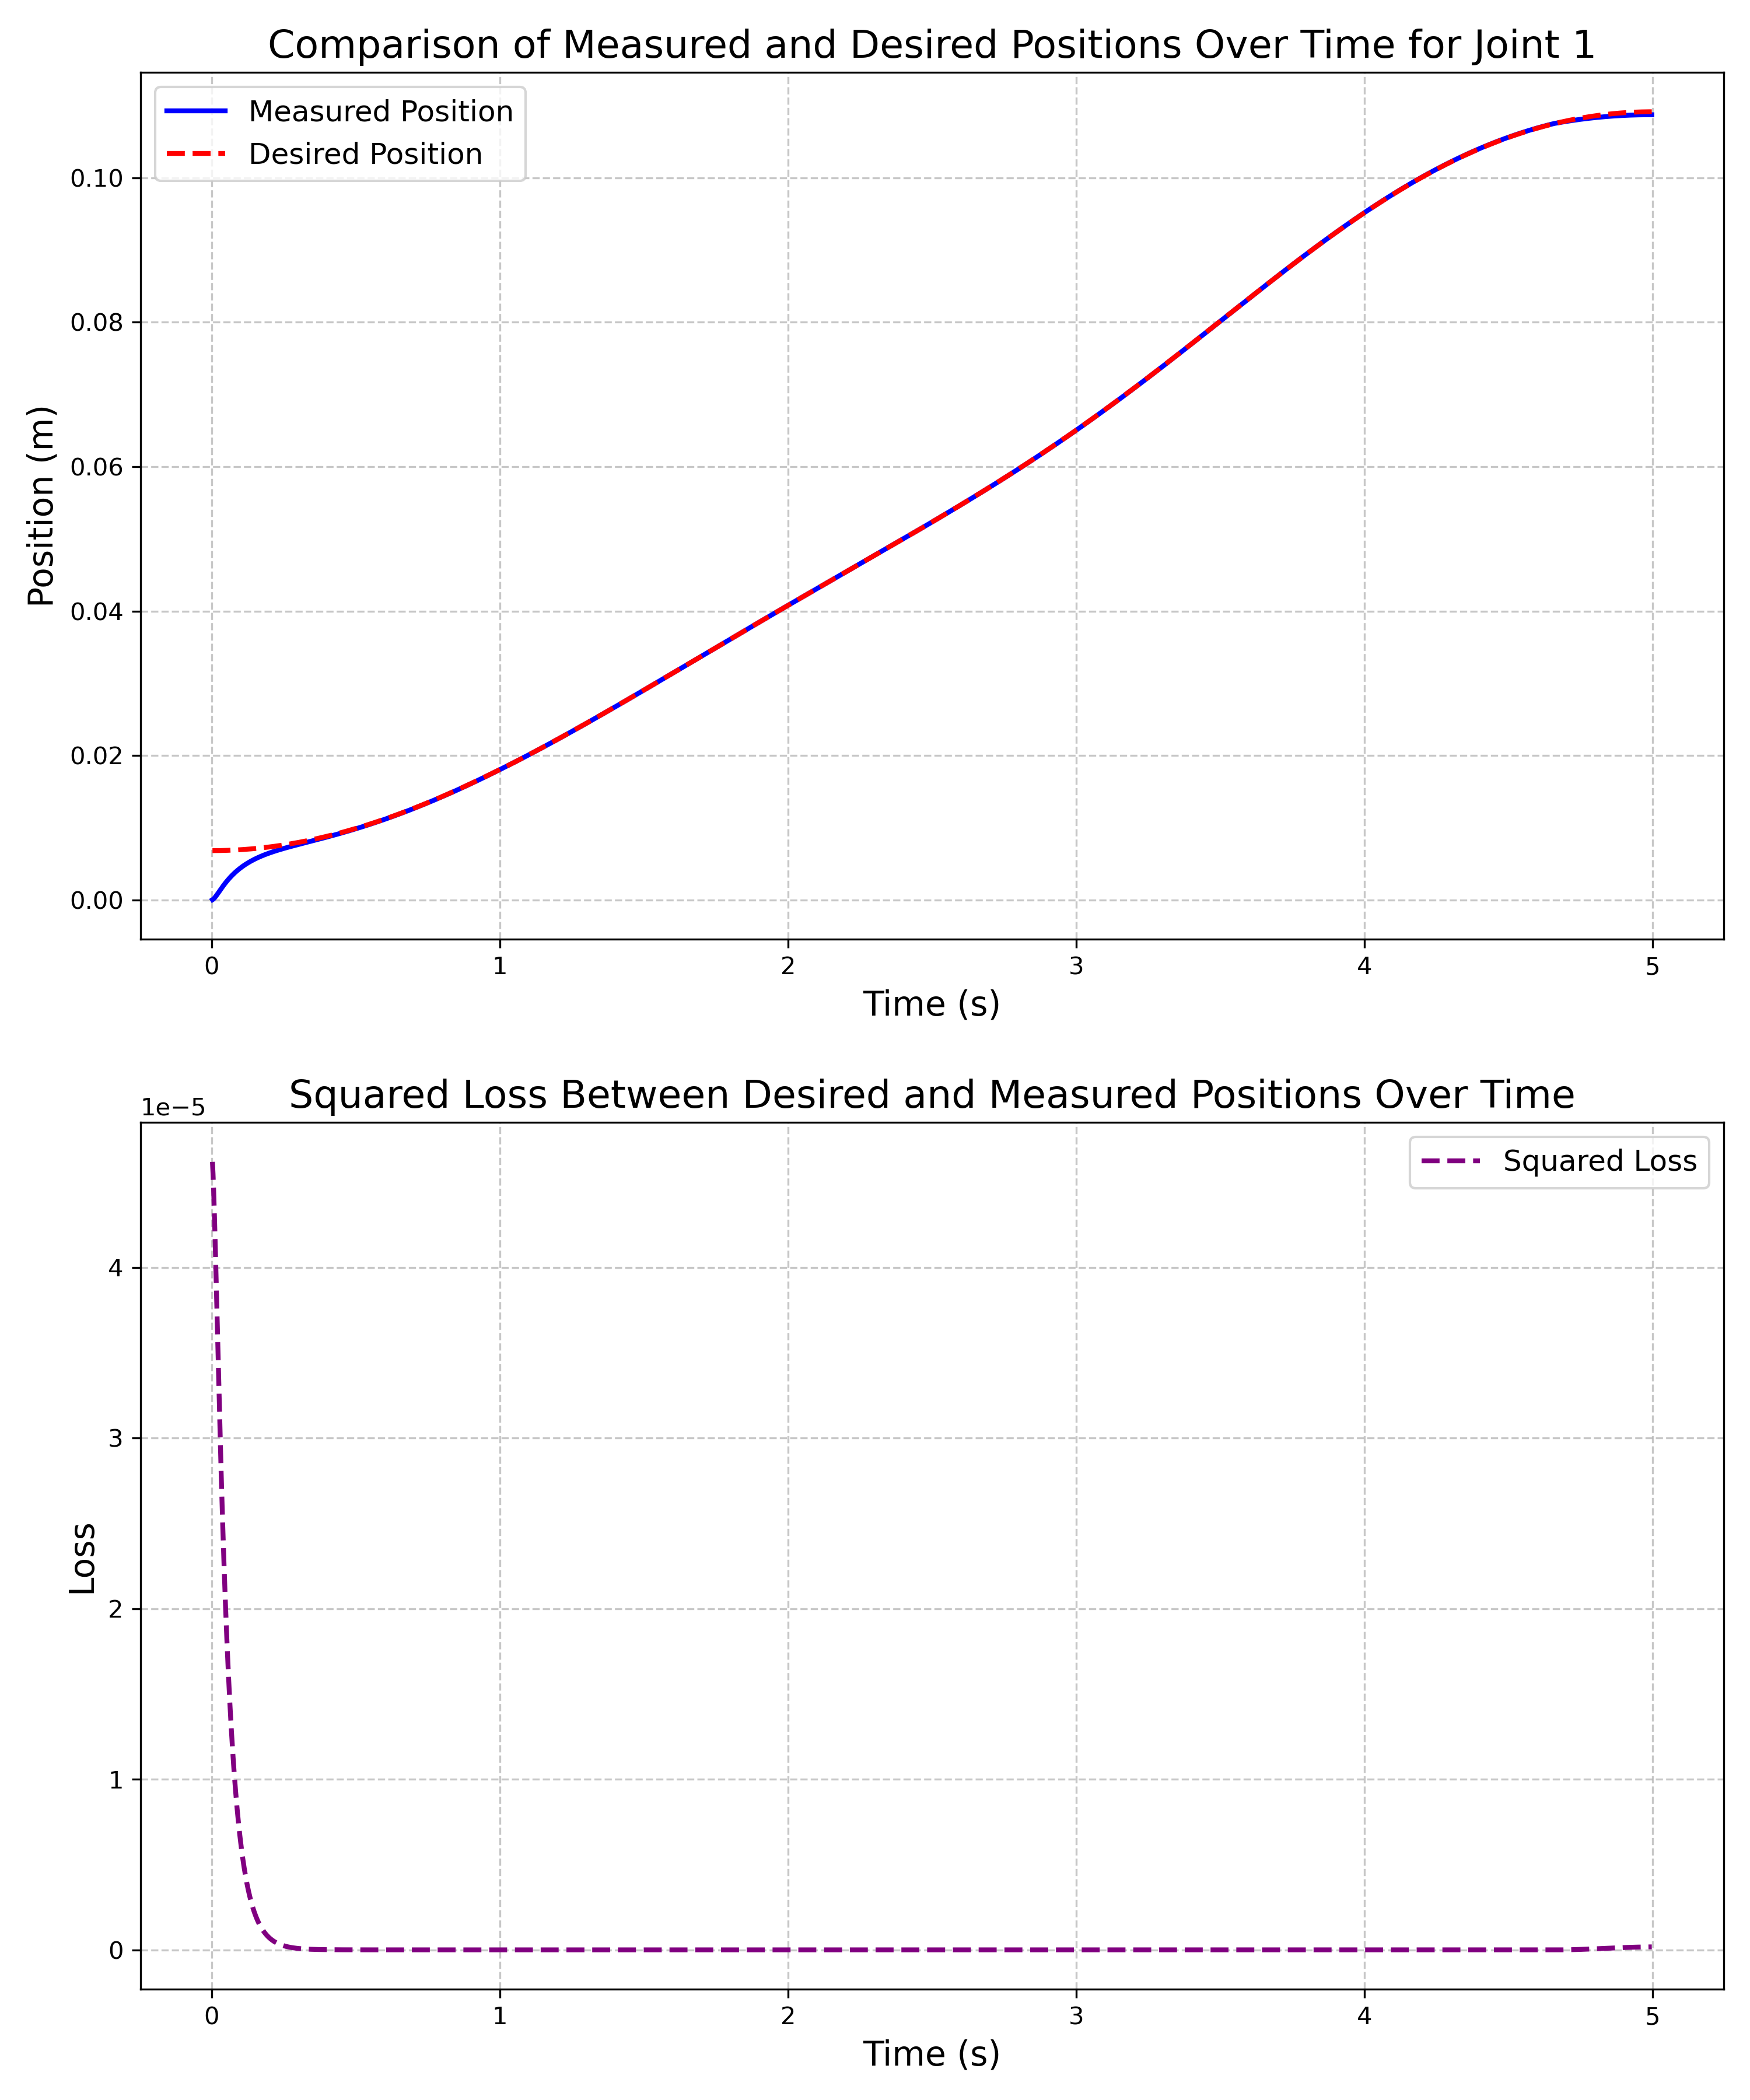 Comparison of Measured and Desired Positions Over Time for Joint 1
Measured Position
Desired Position
Position (m)
0.10
0.08
0.06
0.04
0.02
0.00
0 1 2 3 4 5
Time (s)
Squared Loss Between Desired and Measured Positions Over Time
1e−5
Squared Loss
Loss
4
3
2
1
0
0 1 2 3 4 5
Time (s)